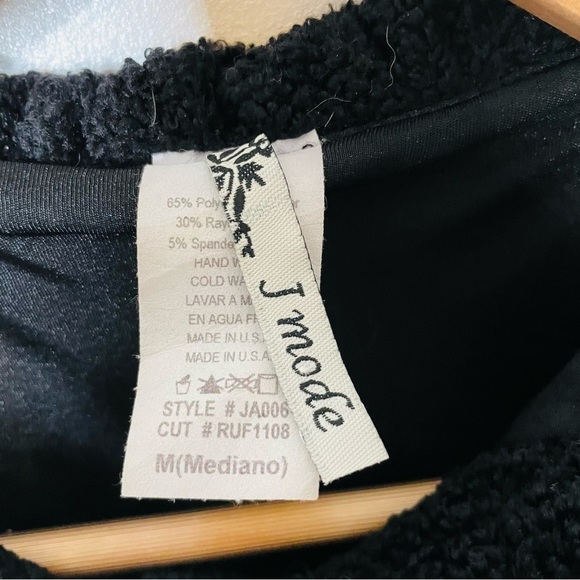 65% Poly
30% Ray
5% Spande
HAND W
COLD WA
LAVAR A M
EN AGUA FR
MADE IN U.S.
MADE IN U.S.A
STYLE # JA006
CUT # RUF1108
M(Mediano)
J mode